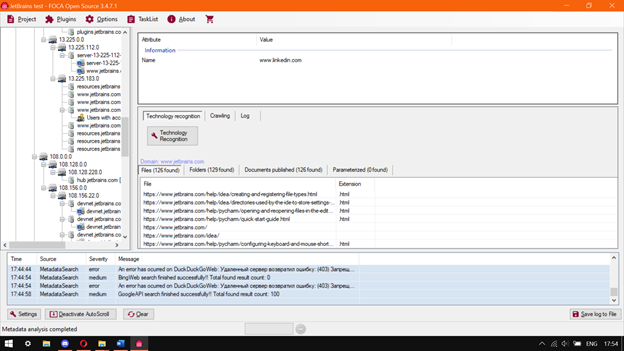 JetBrains test - FOCA Open Source 3.4.7.1
Project Plugins Options TaskList About
plugins.jetbrains.com
13.225.0.0
13.225.112.0
server-13-225-112-
server-13-225-
www.jetbrains.
13.225.183.0
resources.jetbrains
www.jetbrains.com
www.jetbrains.com
www.jetbrains.com
Users with acc
www.jetbrains.com
resources.jetbrains
resources.jetbrains
resources.jetbrains
108.0.0.0
108.128.0.0
108.128.228.0
hub.jetbrains.com [
108.156.0.0
108.156.22.0
devnet.jetbrains.
devnet.jetbrain
devnet.jetbrains.
devnet.jetbrain
devnet.jetbrains.
Attribute Value
Information
Name www.linkedin.com
Technology recognition Crawling Log
Technology
Recognition
Domain: www.jetbrains.com
Files (126 found) Folders (129 found) Documents published (126 found) Parameterized (0 found)
File Extension
https://www.jetbrains.com/help/idea/creating-and-registering-file-types.html .html
https://www.jetbrains.com/help/idea/directories-used-by-the-ide-to-store-settings-... .html
https://www.jetbrains.com/help/pycharm/opening-and-reopening-files-in-the-edit... .html
https://www.jetbrains.com/help/pycharm/quick-start-guide.html .html
https://www.jetbrains.com/
https://www.jetbrains.com/idea/
https://www.jetbrains.com/help/pycharm/configuring-keyboard-and-mouse-short... .html
Time Source Severity Message
17:44:44 MetadataSearch error An error has occured on DuckDuckGoWeb: Удаленный сервер возвратил ошибку: (403) Запрещ...
17:44:54 MetadataSearch medium BingWeb search finished successfully!! Total found result count: 0
17:44:54 MetadataSearch error An error has occured on DuckDuckGoWeb: Удаленный сервер возвратил ошибку: (403) Запрещ...
17:44:58 MetadataSearch medium GoogleAPI search finished successfully!! Total found result count: 100
Settings Deactivate AutoScroll Clear Save log to File
Metadata analysis completed
ENG 17:54